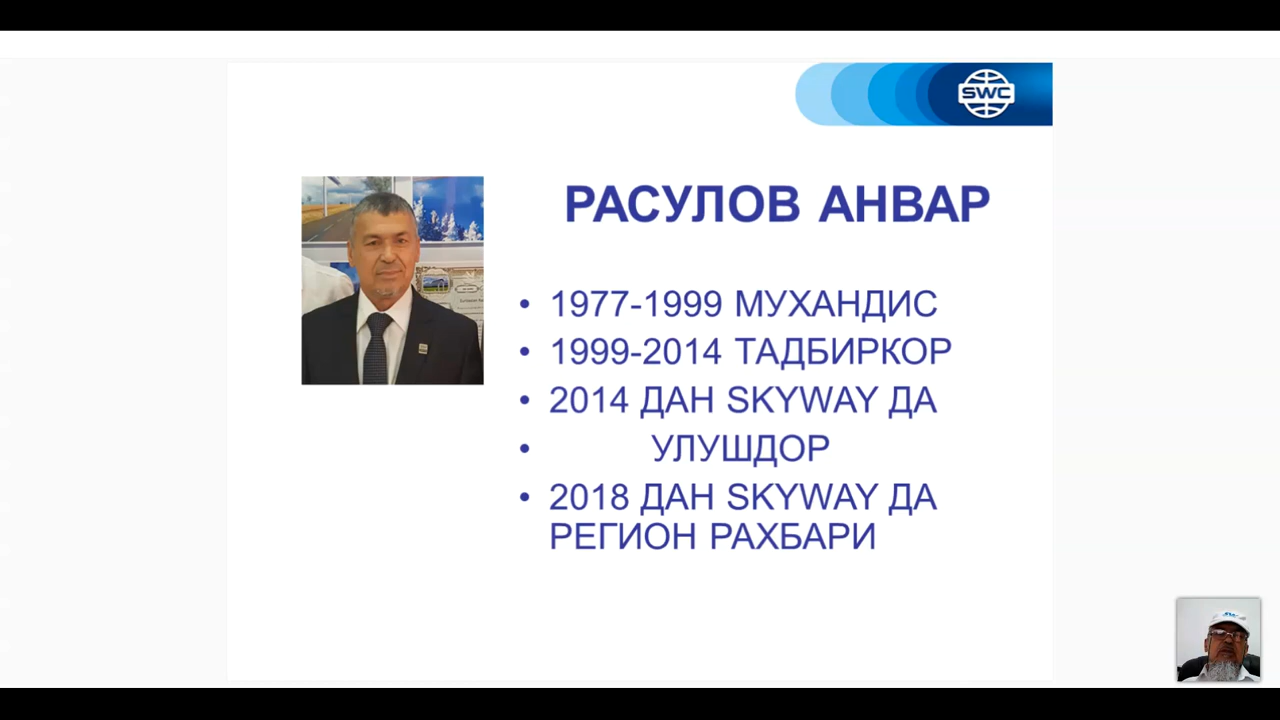 SWC
РАСУЛОВ АНВАР
• 1977-1999 МУХАНДИС
• 1999-2014 ТАДБИРКОР
• 2014 ДАН SKYWAY ДА
• УЛУШДОР
• 2018 ДАН SKYWAY ДА
РЕГИОН РАХБАРИ